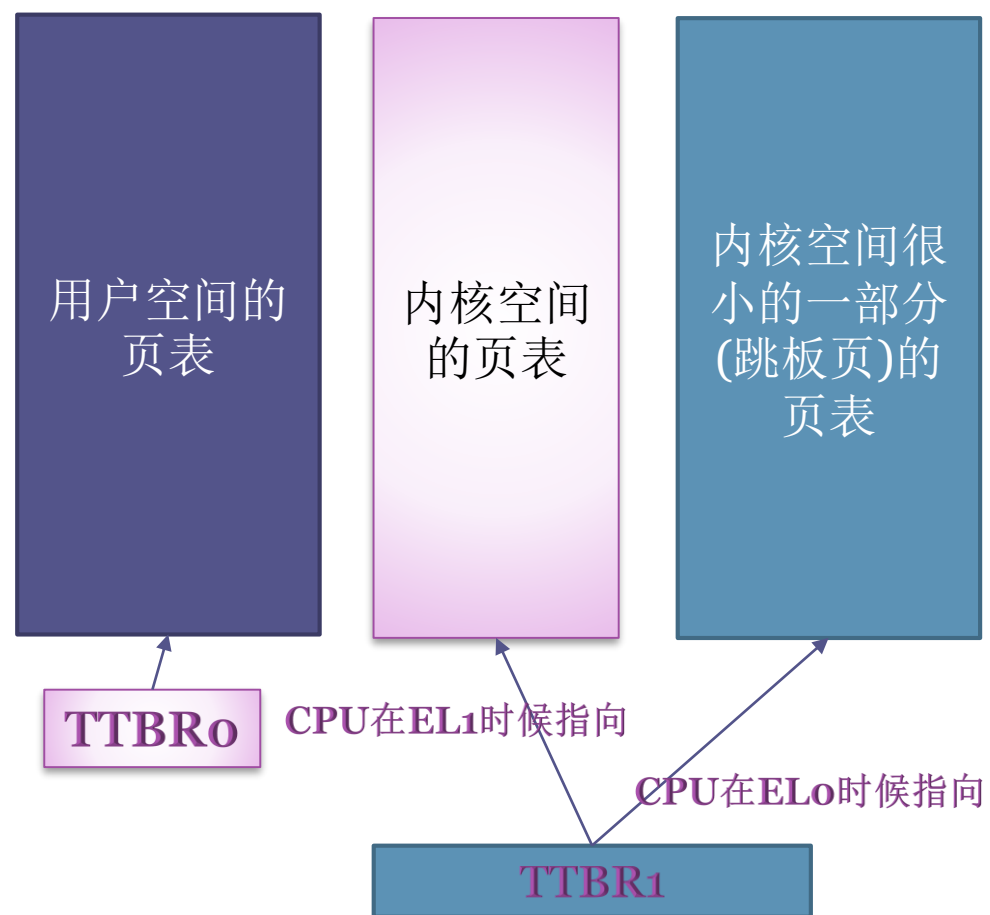 用户空间的
页表
内核空间
的页表
内核空间很
小的一部分
(跳板页)的
页表
TTBR0
CPU在EL1时候指向
CPU在EL0时候指向
TTBR1